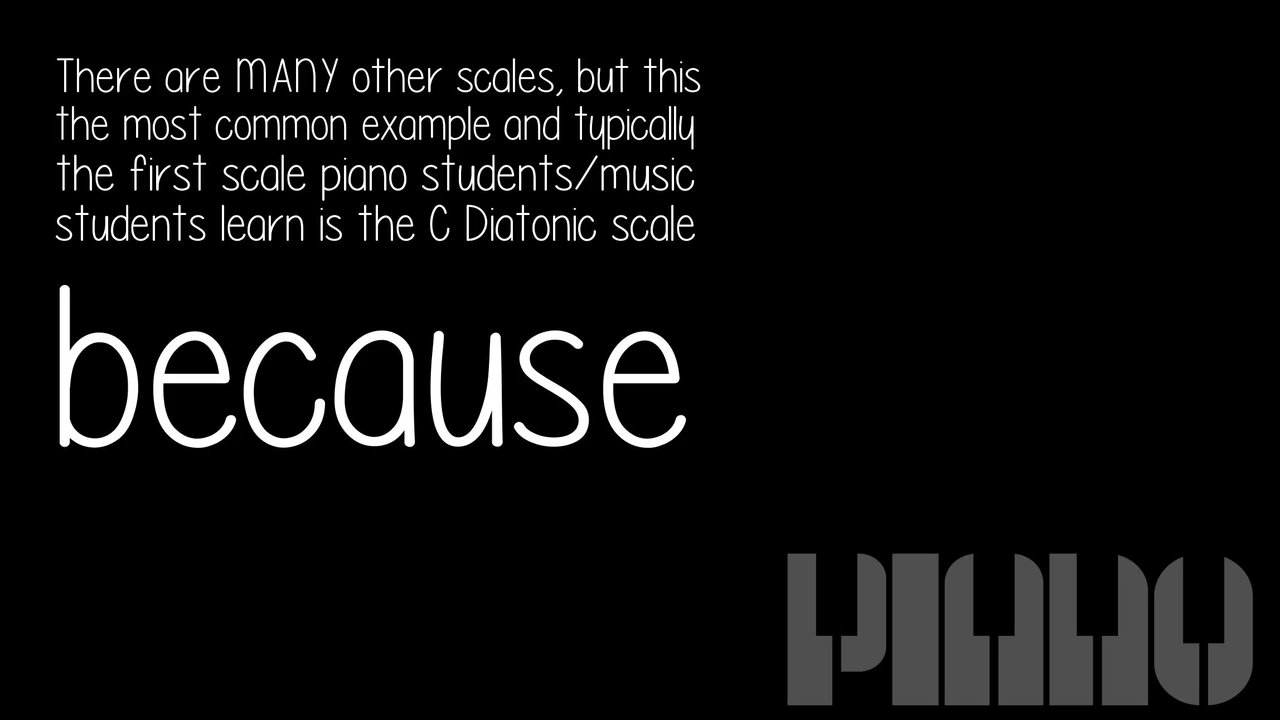 There are MANY other scales, but this
the most common example and typically
the first scale piano students/music
students learn is the C Diatonic scale
because
PIANO